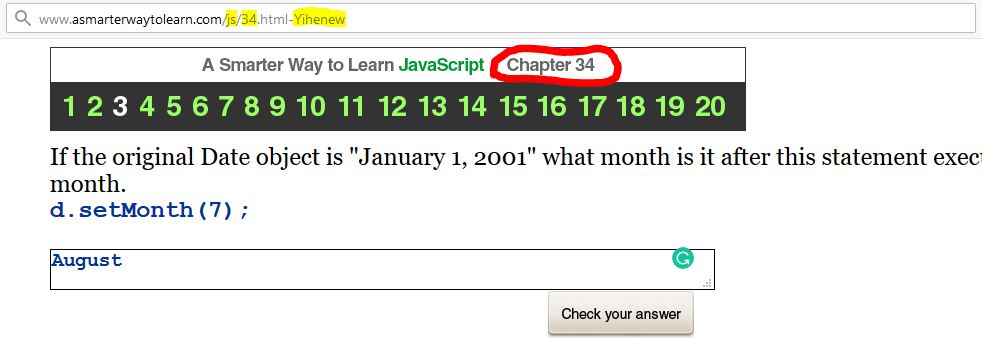 www.asmarterwaytolearn.com/js/34.html-Yihenew
A Smarter Way to Learn JavaScript Chapter 34
1 2 3 4 5 6 7 8 9 10 11 12 13 14 15 16 17 18 19 20
If the original Date object is "January 1, 2001" what month is it after this statement
month.
d.setMonth(7);
August
G
Check your answer